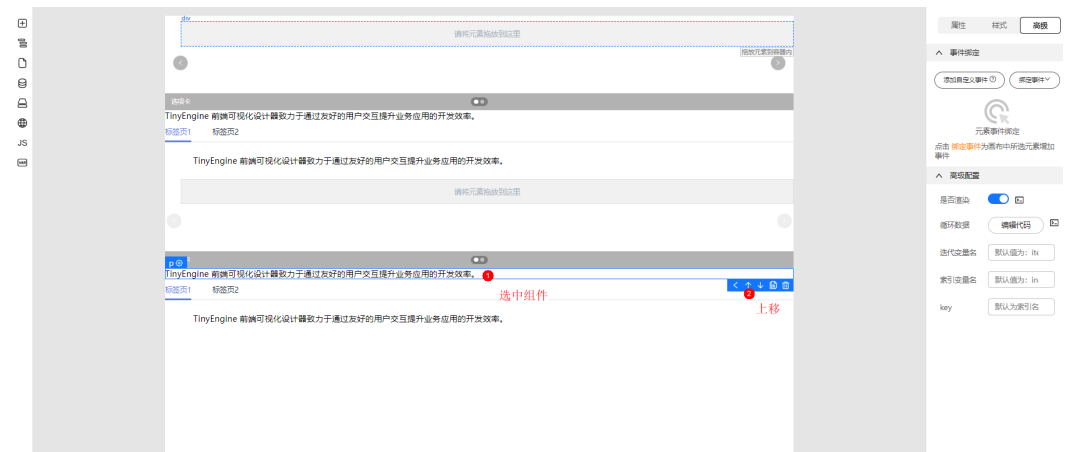 div
请将元素拖放到这里
拖放元素到容器内
属性
样式
高级
事件绑定
添加自定义事件
绑定事件
元素事件绑定
点击 绑定事件为画布中所选元素增加
事件
高级配置
是否渲染
循环数据
编辑代码
迭代变量名
默认值为: ite
索引变量名
默认值为: in
key
默认为索引名
JS
选项卡
TinyEngine 前端可视化设计器致力于通过友好的用户交互提升业务应用的开发效率。
标签页1
标签页2
TinyEngine 前端可视化设计器致力于通过友好的用户交互提升业务应用的开发效率。
请将元素拖放到这里
p
TinyEngine 前端可视化设计器致力于通过友好的用户交互提升业务应用的开发效率。
1
标签页1
标签页2
选中组件
2
上移
TinyEngine 前端可视化设计器致力于通过友好的用户交互提升业务应用的开发效率。